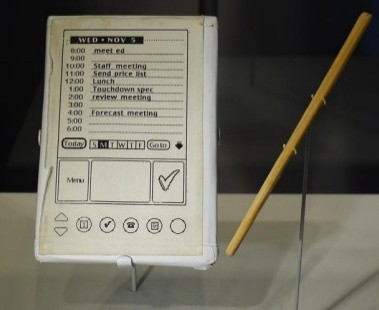 WED • NOV 5
8:00 meet ed
9:00
10:00 Staff meeting
11:00 Send price list
12:00 Lunch
1:00 Touchdown spec
2:00 review meeting
3:00
4:00 Forecast meeting
5:00
6:00
Today S M T W T F Go to
Menu